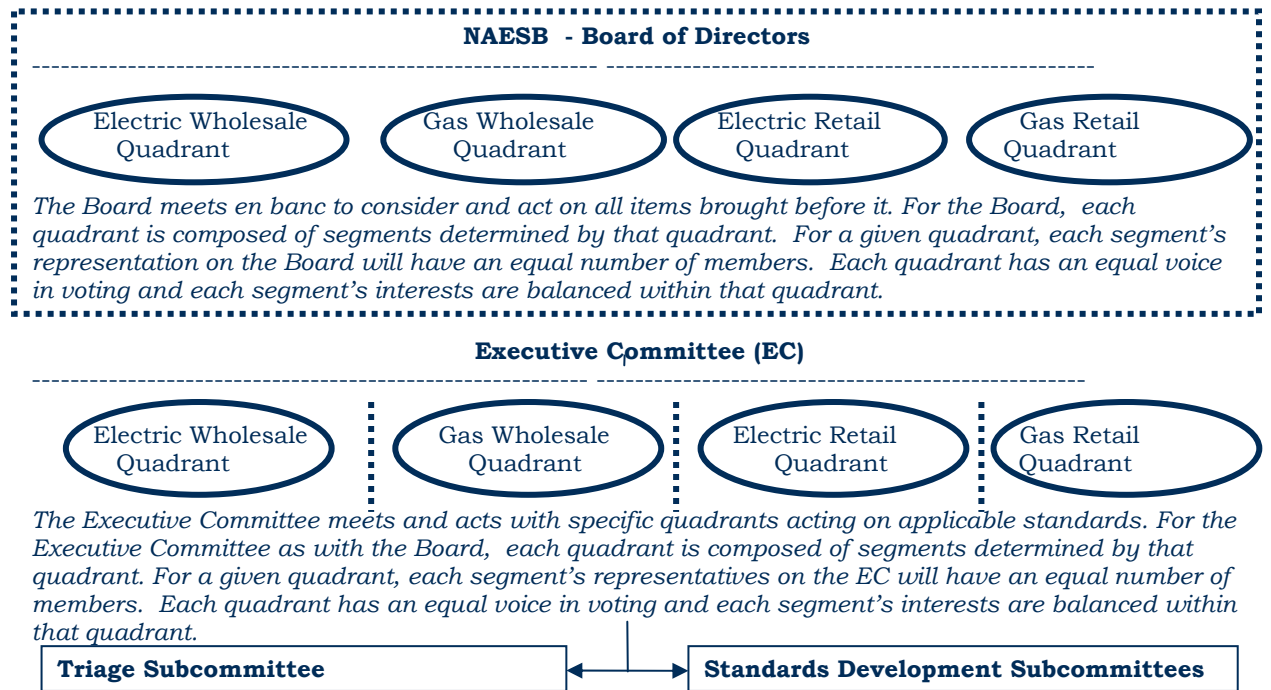 NAESB - Board of Directors
Electric Wholesale Quadrant
Gas Wholesale Quadrant
Electric Retail Quadrant
Gas Retail Quadrant
The Board meets en banc to consider and act on all items brought before it. For the Board, each
quadrant is composed of segments determined by that quadrant. For a given quadrant, each segment's
representation on the Board will have an equal number of members. Each quadrant has an equal voice
in voting and each segment's interests are balanced within that quadrant.
Executive Committee (EC)
Electric Wholesale Quadrant
Gas Wholesale Quadrant
Electric Retail Quadrant
Gas Retail Quadrant
The Executive Committee meets and acts with specific quadrants acting on applicable standards. For the
Executive Committee as with the Board, each quadrant is composed of segments determined by that
quadrant. For a given quadrant, each segment's representatives on the EC will have an equal number of
members. Each quadrant has an equal voice in voting and each segment's interests are balanced within
that quadrant.
Triage Subcommittee
Standards Development Subcommittees